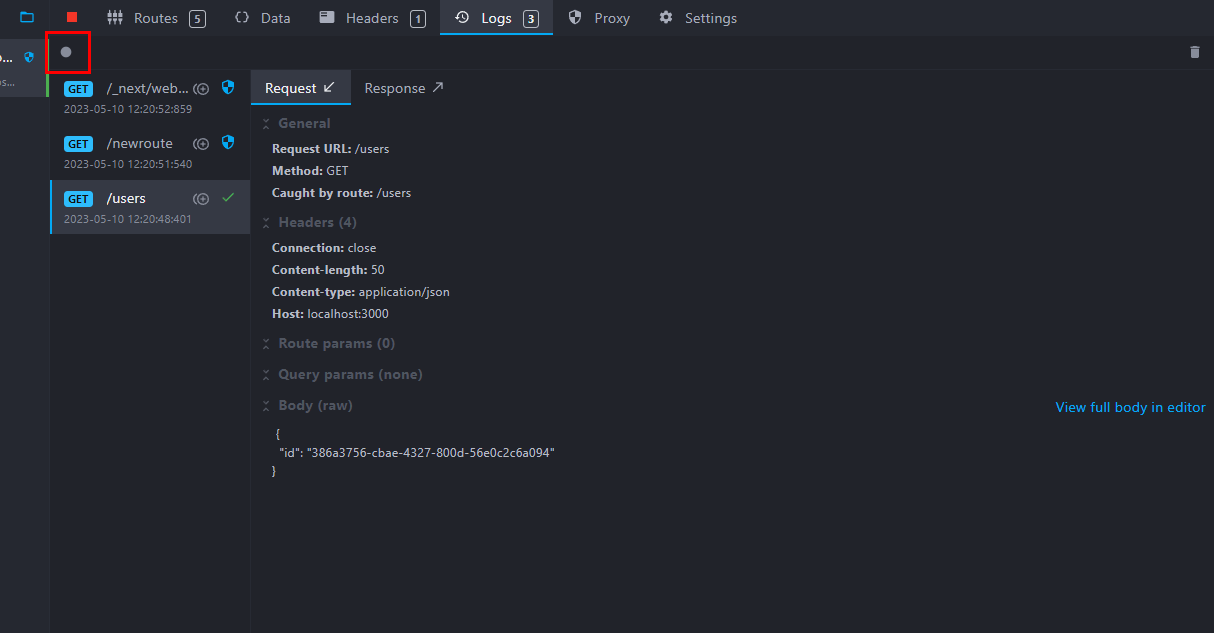 Routes 5 Data Headers 1 Logs 3 Proxy Settings
o...
os...
GET /_next/web...
2023-05-10 12:20:52:859
GET /newroute
2023-05-10 12:20:51:540
GET /users
2023-05-10 12:20:48:401
Request Response
General
Request URL: /users
Method: GET
Caught by route: /users
Headers (4)
Connection: close
Content-length: 50
Content-type: application/json
Host: localhost:3000
Route params (0)
Query params (none)
Body (raw) View full body in editor
{
"id": "386a3756-cbae-4327-800d-56e0c2c6a094"
}